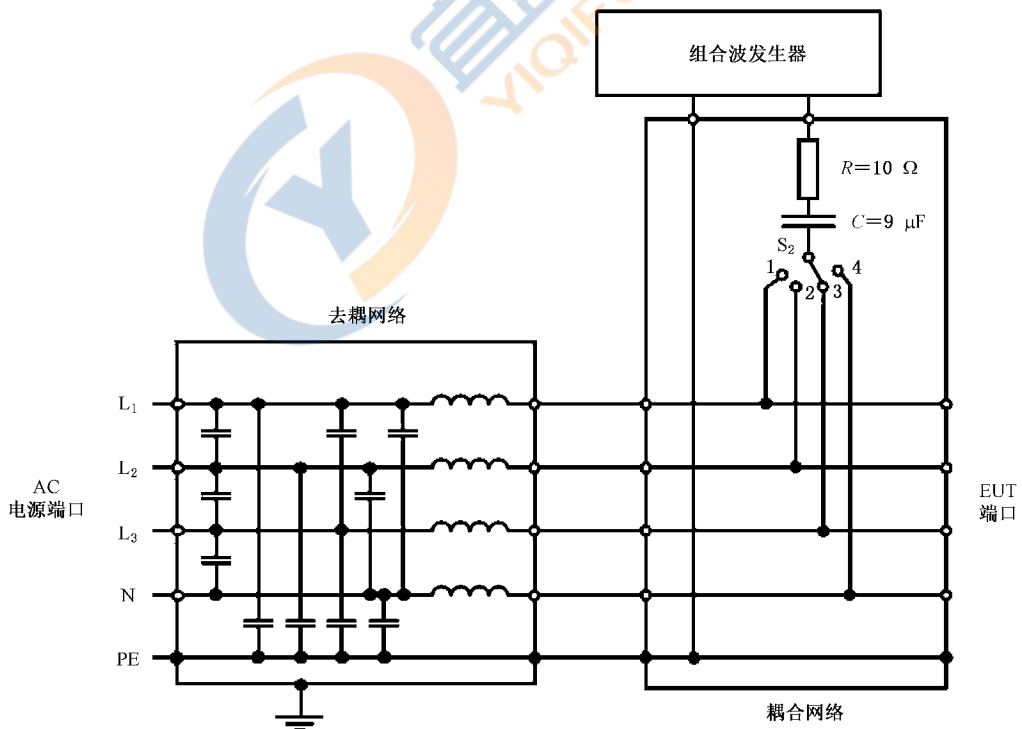 组合波发生器
R=10 Ω
C=9 μF
S₂
1
2
3
4
去耦网络
L₁
L₂
AC
电源端口
L₃
N
PE
EUT
端口
耦合网络